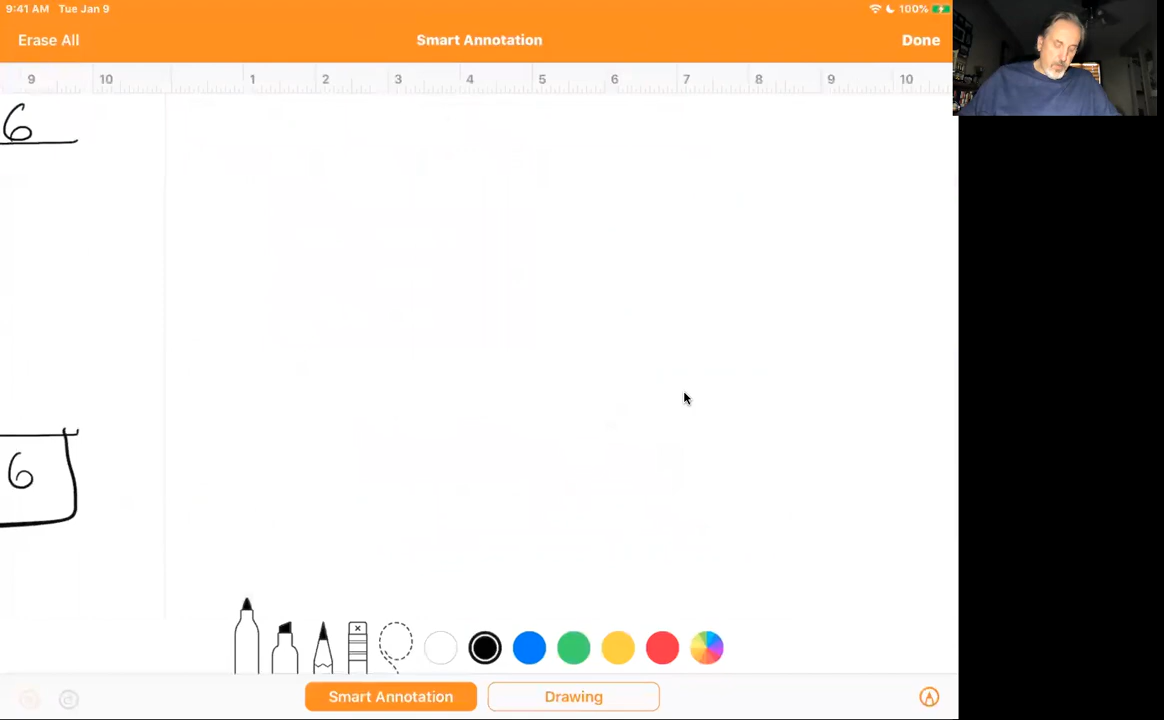 9:41 AM Tue Jan 9
100%
Erase All
Smart Annotation
Done
9 10 1 2 3 4 5 6 7 8 9 10
6
6
Smart Annotation
Drawing